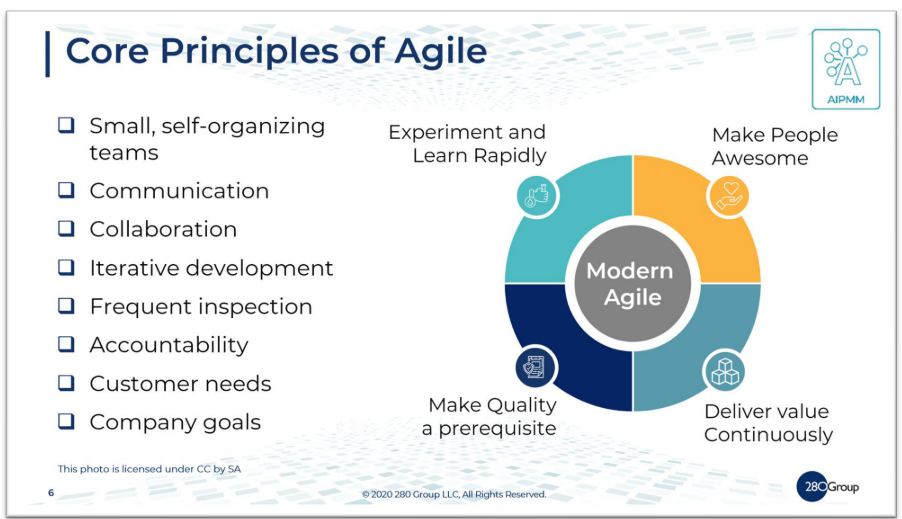 Core Principles of Agile
AIPMM
Small, self-organizing
teams
Communication
Collaboration
Iterative development
Frequent inspection
Accountability
Customer needs
Company goals
Experiment and
Learn Rapidly
Make People
Awesome
Modern
Agile
Make Quality
a prerequisite
Deliver value
Continuously
This photo is licensed under CC by SA
6
© 2020 280 Group LLC, All Rights Reserved.
280Group